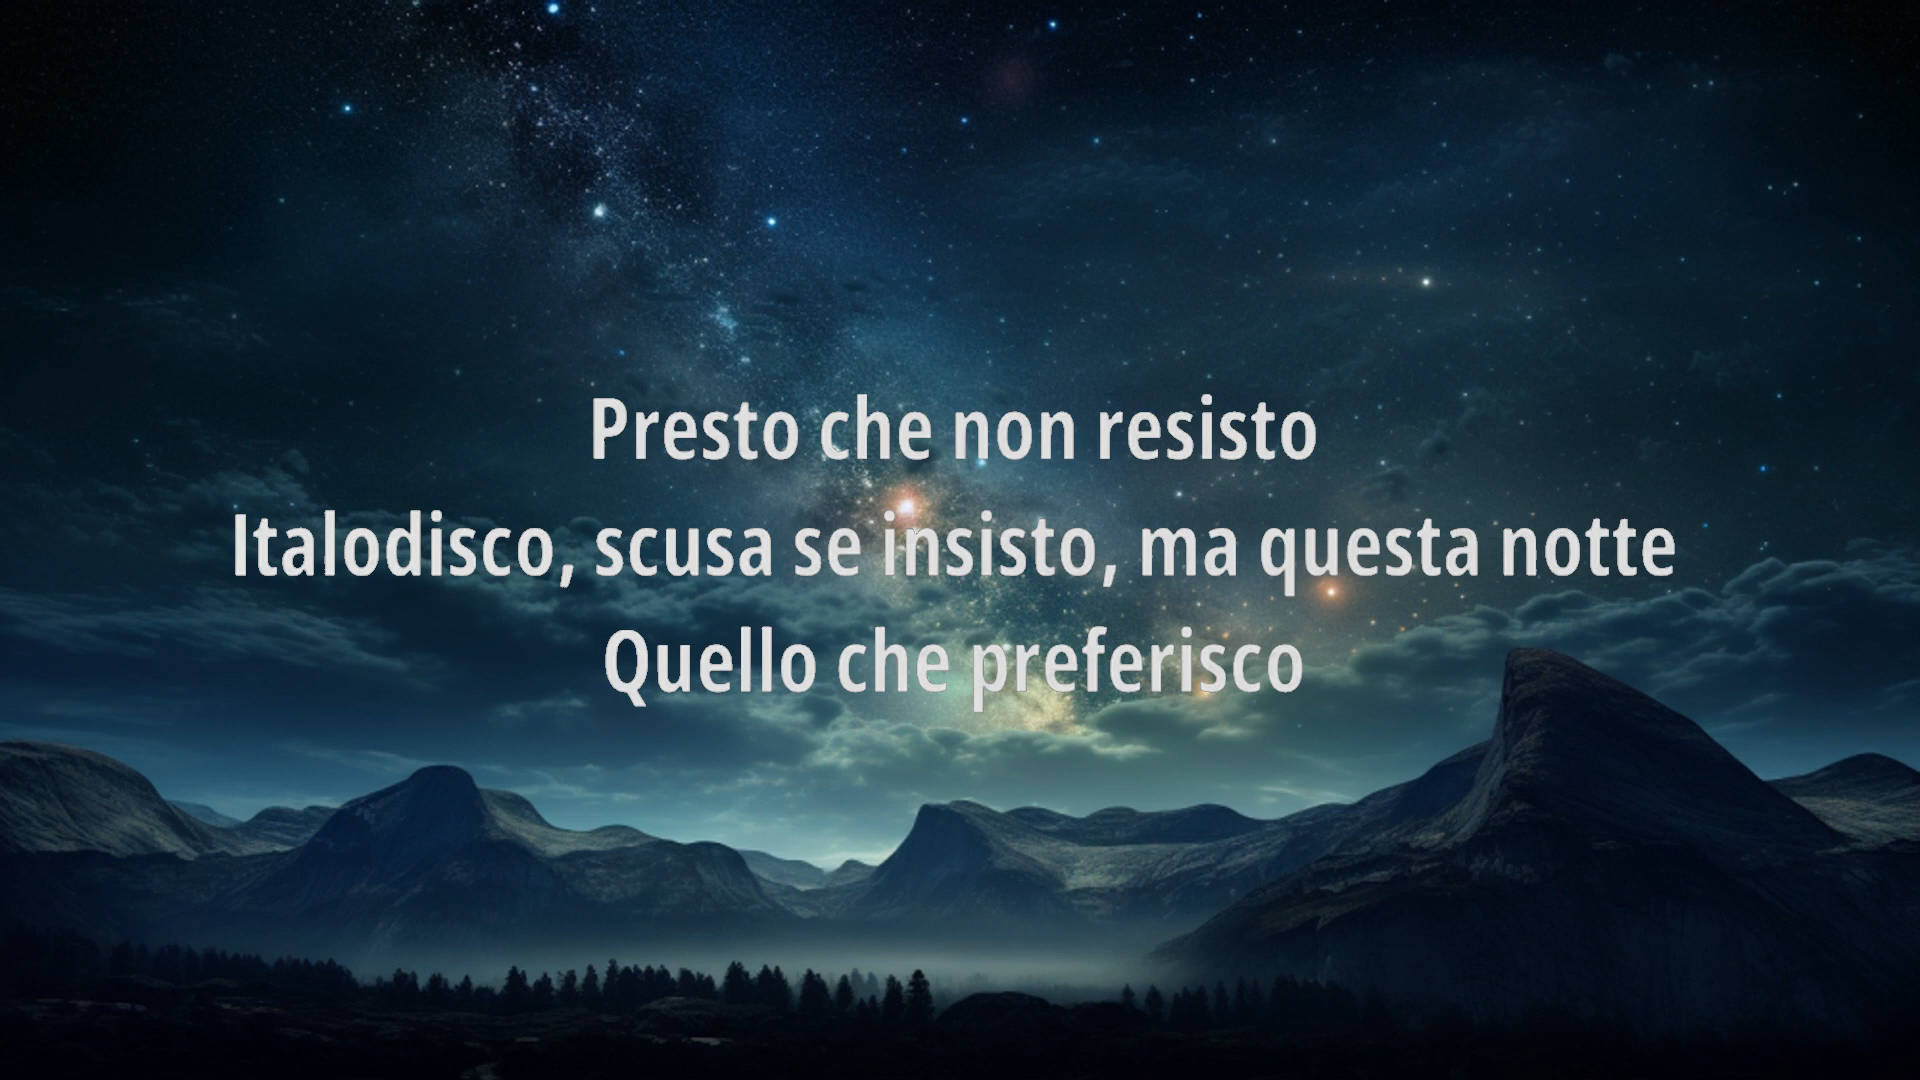 Presto che non resisto
Italodisco, scusa se insisto, ma questa notte
Quello che preferisco